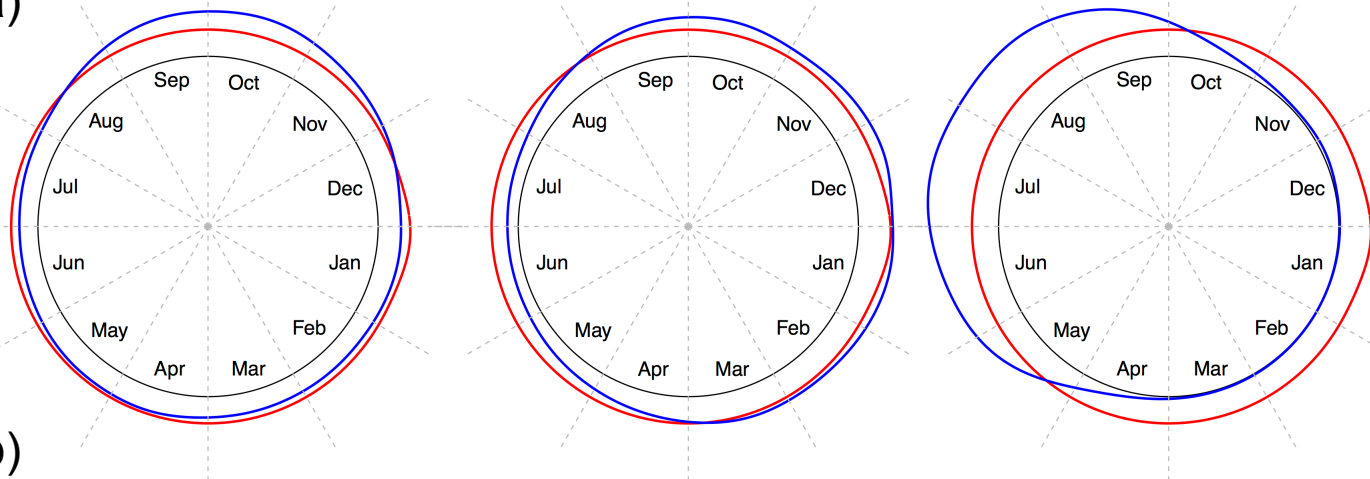 a)
Sep Oct
Aug Nov
Jul Dec
Jun Jan
May Feb
Apr Mar
Sep Oct
Aug Nov
Jul Dec
Jun Jan
May Feb
Apr Mar
Sep Oct
Aug Nov
Jul Dec
Jun Jan
May Feb
Apr Mar
b)